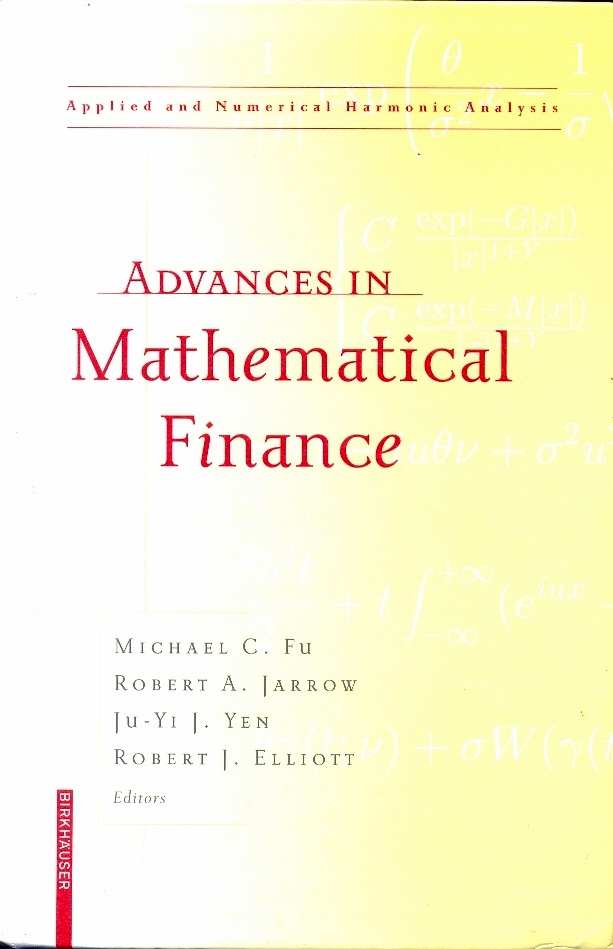 Applied and Numerical Harmonic Analysis
ADVANCES IN
Mathematical
Finance
MICHAEL C. FU
ROBERT A. JARROW
JU-YI J. YEN
ROBERT J. ELLIOTT
Editors
BIRKHÄUSER